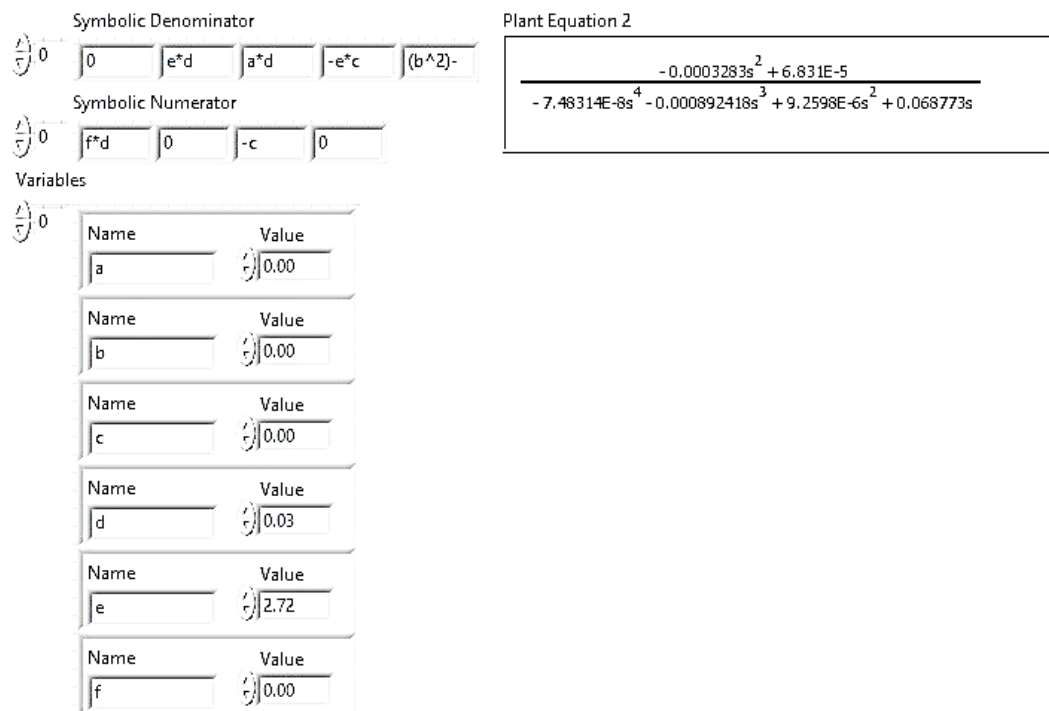 Symbolic Denominator
0 0 e*d a*d -e*c (b^2)-
Symbolic Numerator
0 f*d 0 -c 0
Variables
0
Name Value
a 0.00
Name Value
b 0.00
Name Value
c 0.00
Name Value
d 0.03
Name Value
e 2.72
Name Value
f 0.00
Plant Equation 2
-0.0003283s^2 + 6.831E-5
-7.48314E-8s^4 - 0.000892418s^3 + 9.2598E-6s^2 + 0.068773s